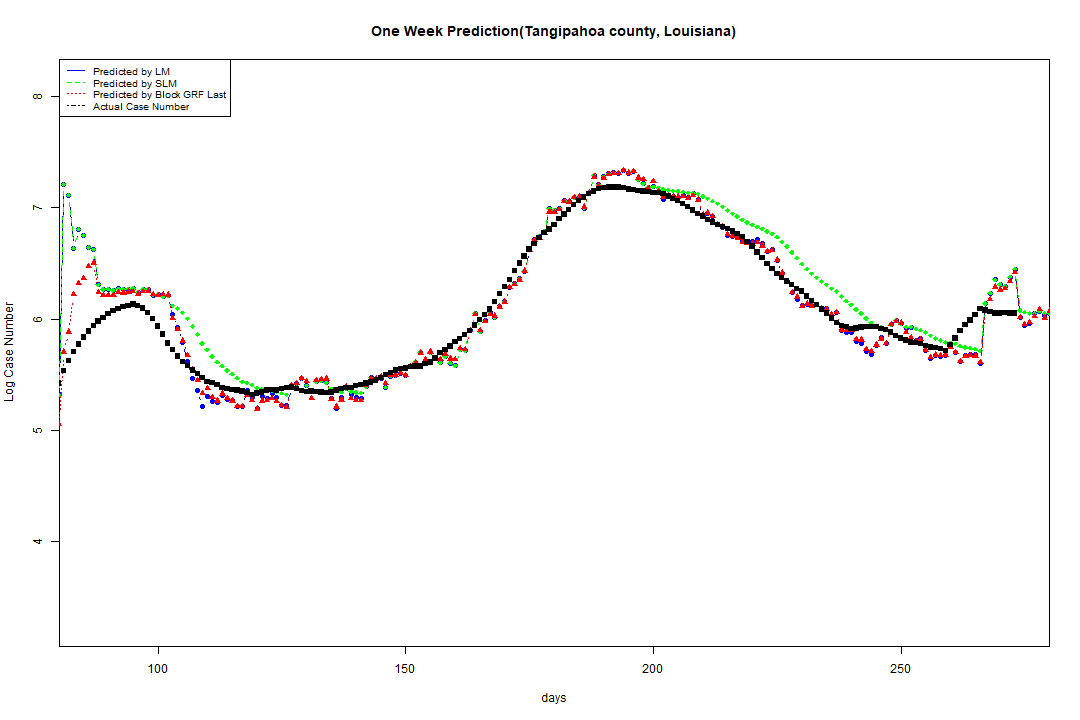 One Week Prediction(Tangipahoa county, Louisiana)
Predicted by LM
Predicted by SLM
Predicted by Block GRF Last
Actual Case Number
8
7
6
5
4
Log Case Number
100 150 200 250
days